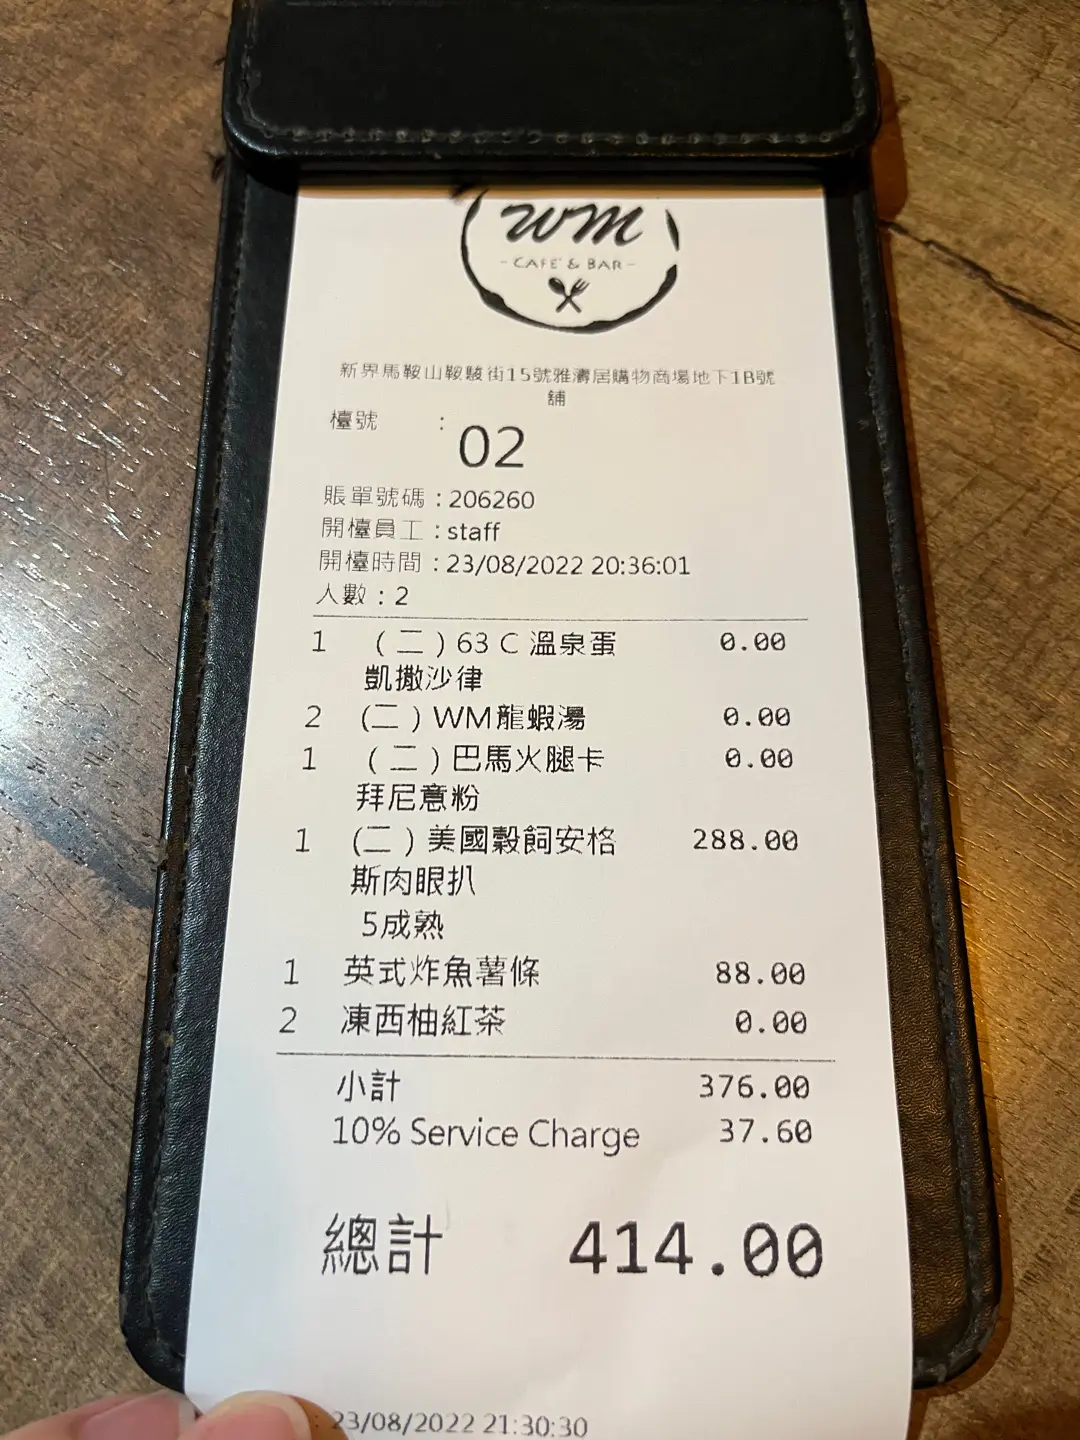 WM
- CAFE' & BAR -
新界馬鞍山鞍駿街15號雅濤居購物商場地下1B號
舖
檯號 : 02
賬單號碼 : 206260
開檯員工 : staff
開檯時間 : 23/08/2022 20:36:01
人數 : 2
1 (二) 63 C 溫泉蛋 0.00
凱撒沙律
2 (二) WM龍蝦湯 0.00
1 (二) 巴馬火腿卡 0.00
拜尼意粉
1 (二) 美國穀飼安格 288.00
斯肉眼扒
5成熟
1 英式炸魚薯條 88.00
2 凍西柚紅茶 0.00
小計 376.00
10% Service Charge 37.60
總計 414.00
: 23/08/2022 21:30:30